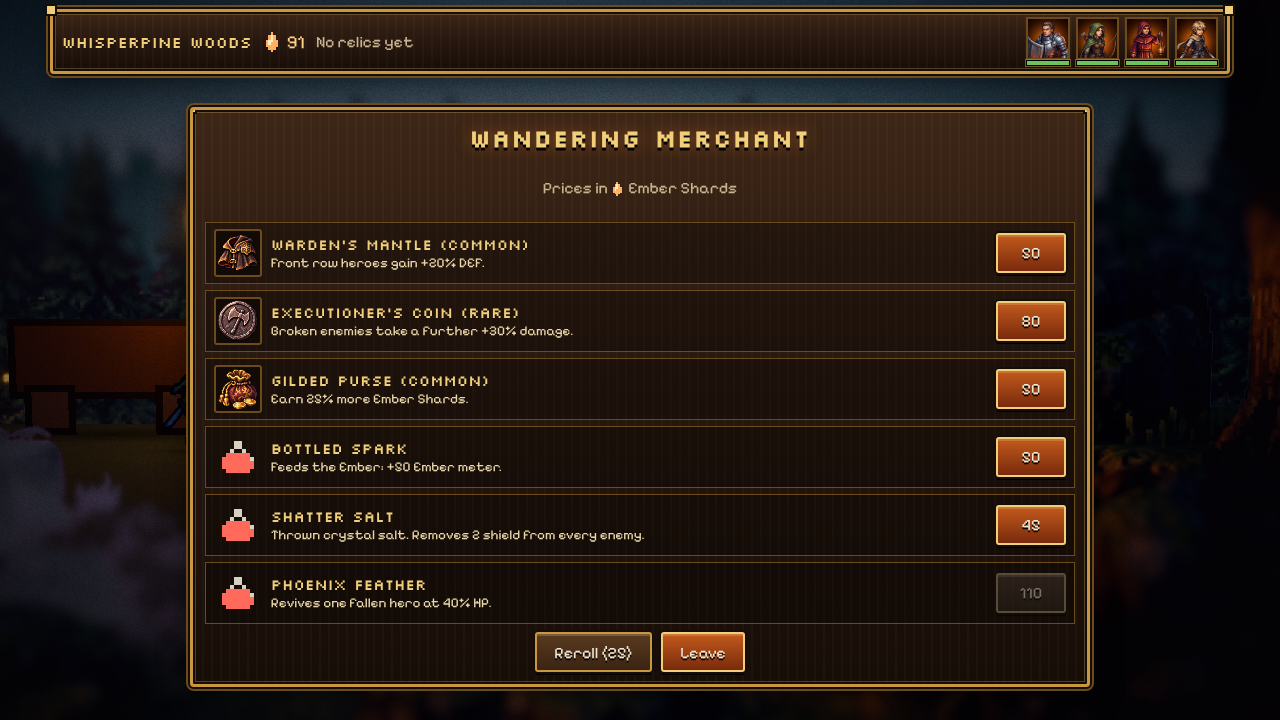 WHISPERPINE WOODS 91 No relics yet
WANDERING MERCHANT
Prices in Ember Shards
WARDEN'S MANTLE (COMMON)
Front row heroes gain +20% DEF.
50
EXECUTIONER'S COIN (RARE)
Broken enemies take a further +30% damage.
80
GILDED PURSE (COMMON)
Earn 25% more Ember Shards.
50
BOTTLED SPARK
Feeds the Ember: +50 Ember meter.
50
SHATTER SALT
Thrown crystal salt. Removes 2 shield from every enemy.
45
PHOENIX FEATHER
Revives one fallen hero at 40% HP.
110
Reroll (25)
Leave